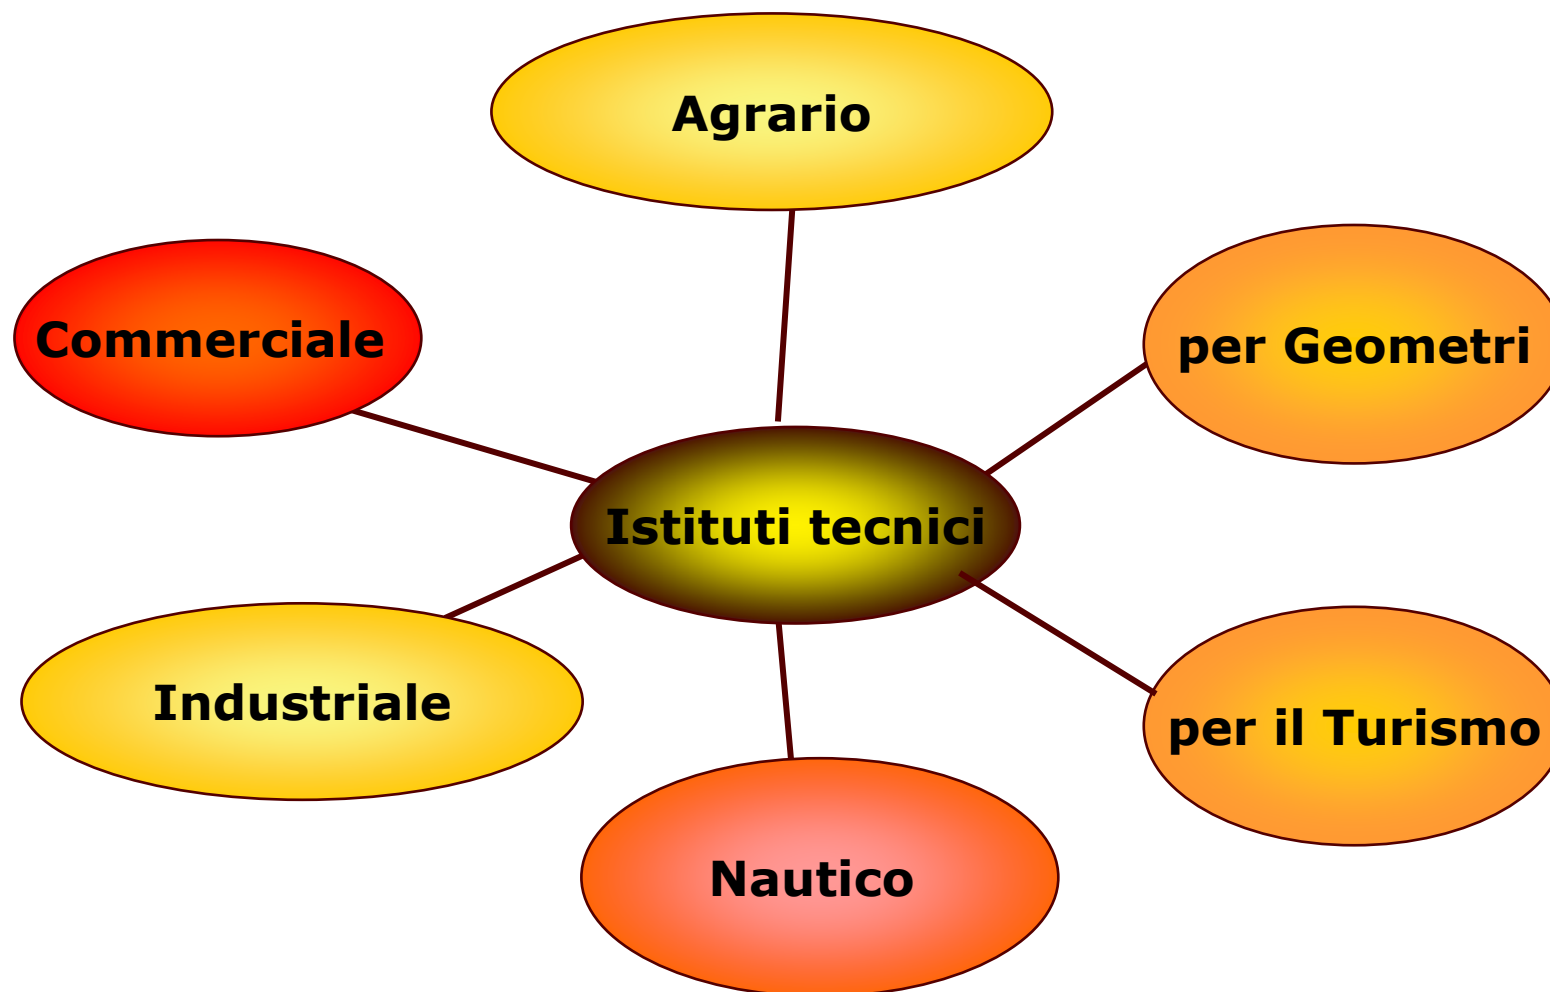 Agrario
Commerciale
per Geometri
Istituti tecnici
Industriale
per il Turismo
Nautico